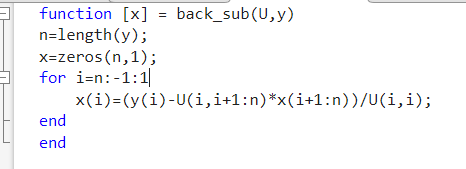 function [x] = back_sub(U,y)
n=length(y);
x=zeros(n,1);
for i=n:-1:1
x(i)=(y(i)-U(i,i+1:n)*x(i+1:n))/U(i,i);
end
end